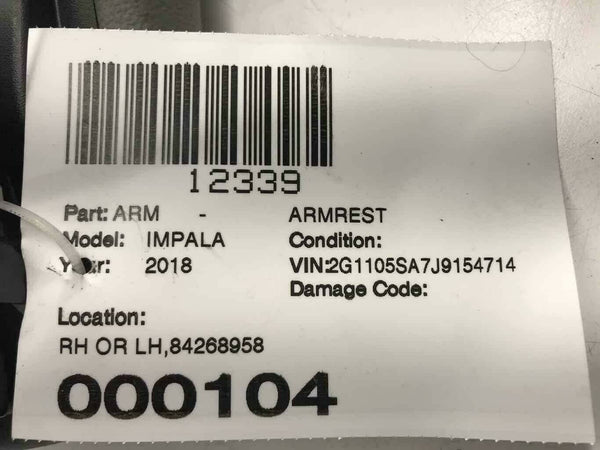 12339
Part: ARM - ARMREST
Model: IMPALA Condition:
Year: 2018 VIN:2G1105SA7J9154714
Damage Code:
Location:
RH OR LH,84268958
000104